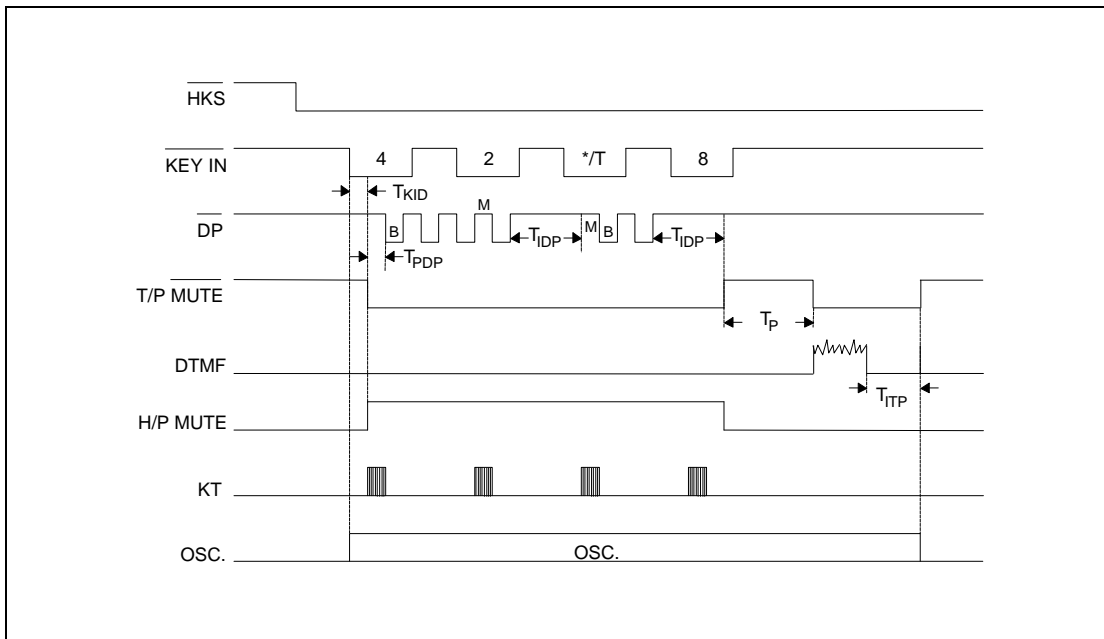 HKS
KEY IN 4 2 */T 8
TKID
DP B M TIDP M B TIDP
TPDP
T/P MUTE
TP
DTMF
TITP
H/P MUTE
KT
OSC. OSC.